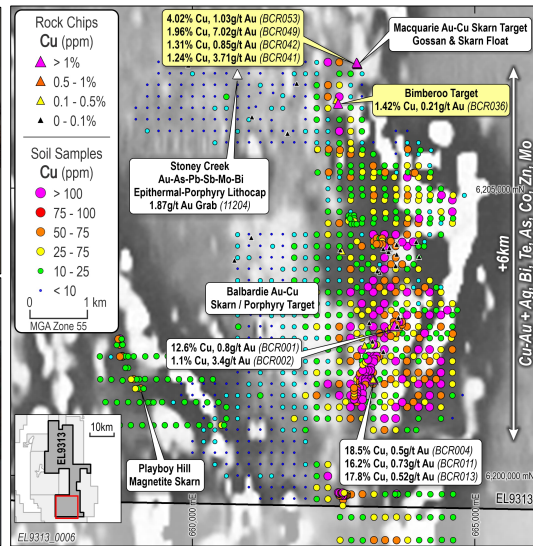 Rock Chips
Cu (ppm)
> 1%
0.5 - 1%
0.1 - 0.5%
0 - 0.1%
Soil Samples
Cu (ppm)
> 100
75 - 100
50 - 75
25 - 75
10 - 25
< 10
0 1 km
MGA Zone 55
4.02% Cu, 1.03g/t Au (BCR053)
1.96% Cu, 7.02g/t Au (BCR049)
1.31% Cu, 0.85g/t Au (BCR042)
1.24% Cu, 3.71g/t Au (BCR041)
Macquarie Au-Cu Skarn Target
Gossan & Skarn Float
Bimberoo Target
1.42% Cu, 0.21g/t Au (BCR036)
Stoney Creek
Au-As-Pb-Sb-Mo-Bi
Epithermal-Porphyry Lithocap
1.87g/t Au Grab (11204)
6,205,000 mN
+6km
Cu-Au + Ag, Bi, Te, As, Co, Zn, Mo
Balbardie Au-Cu
Skarn / Porphyry Target
12.6% Cu, 0.8g/t Au (BCR001)
1.1% Cu, 3.4g/t Au (BCR002)
18.5% Cu, 0.5g/t Au (BCR004)
16.2% Cu, 0.73g/t Au (BCR011)
17.8% Cu, 0.52g/t Au (BCR013)
Playboy Hill
Magnetite Skarn
10km
EL9313
6,200,000 mN
EL9313
660,000 mE
665,000 mE
EL9313_0006